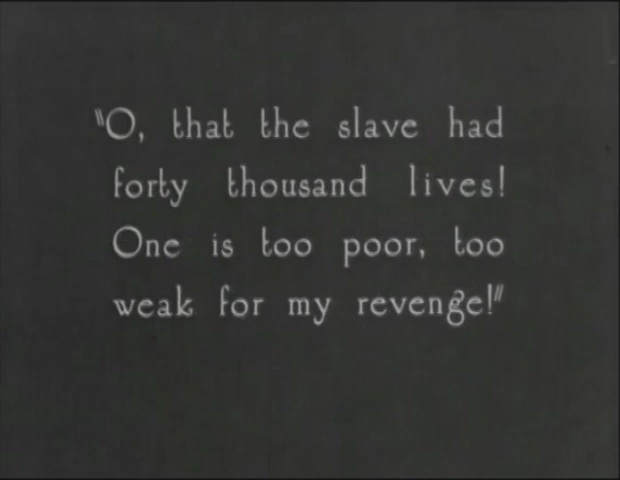 "O, that the slave had
forty thousand lives!
One is too poor, too
weak for my revenge!"